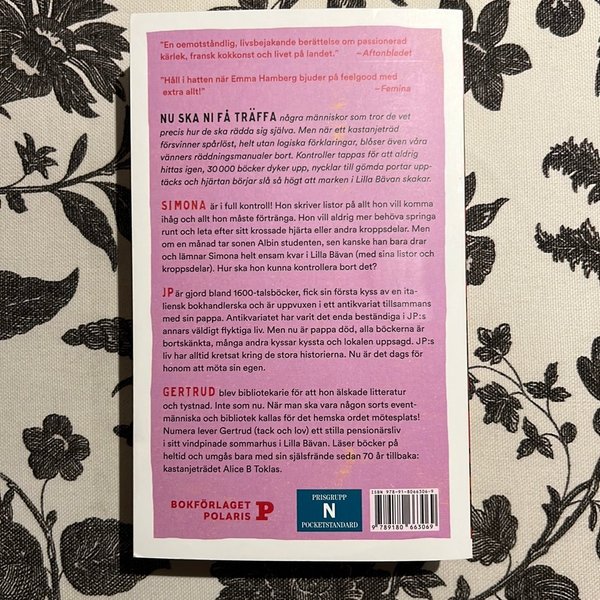 "En oemotståndlig, livsbejakande berättelse om passionerad
kärlek, fransk kokkonst och livet på landet." ~Aftonbladet
"Håll i hatten när Emma Hamberg bjuder på feelgood med
extra allt!" ~Femina
NU SKA NI FÅ TRÄFFA några människor som tror de vet
precis hur de ska rädda sig själva. Men när ett kastanjeträd
försvinner spårlöst, helt utan logiska förklaringar, blåser även våra
vänners räddningsmanualer bort. Kontroller tappas för att aldrig
hittas igen, 30 000 böcker dyker upp, nycklar till gömda portar upp-
täcks och hjärtan börjar slå så högt att marken i Lilla Bävan skakar.
SIMONA är i full kontroll! Hon skriver listor på allt hon vill komma
ihåg och allt hon måste förtränga. Hon vill aldrig mer behöva springa
runt och leta efter sitt krossade hjärta eller andra kroppsdelar. Men
om en månad tar sonen Albin studenten, sen kanske han bara drar
och lämnar Simona helt ensam kvar i Lilla Bävan (med sina listor och
kroppsdelar). Hur ska hon kunna kontrollera bort det?
JP är gjord bland 1600-talsböcker, fick sin första kyss av en ita-
liensk bokhandlerska och är uppvuxen i ett antikvariat tillsammans
med sin pappa. Antikvariatet har varit det enda beständiga i JP:s
annars väldigt flyktiga liv. Men nu är pappa död, alla böckerna är
bortskänkta, många andra kyssar kyssta och lokalen uppsagd. JP:s
liv har alltid kretsat kring de stora historierna. Nu är det dags för
honom att möta sin egen.
GERTRUD blev bibliotekarie för att hon älskade litteratur
och tystnad. Inte som nu. När man ska vara någon sorts event-
människa och bibliotek kallas för det hemska ordet mötesplats!
Numera lever Gertrud (tack och lov) ett stilla pensionärsliv
i sitt vindpinade sommarhus i Lilla Bävan. Läser böcker på
heltid och umgås bara med sin själsfrände sedan 70 år tillbaka:
kastanjeträdet Alice B Toklas.
BOKFÖRLAGET
POLARIS P
PRISGRUPP
N
POCKETSTANDARD
ISBN 978-91-8066306-9
9 789180 663069